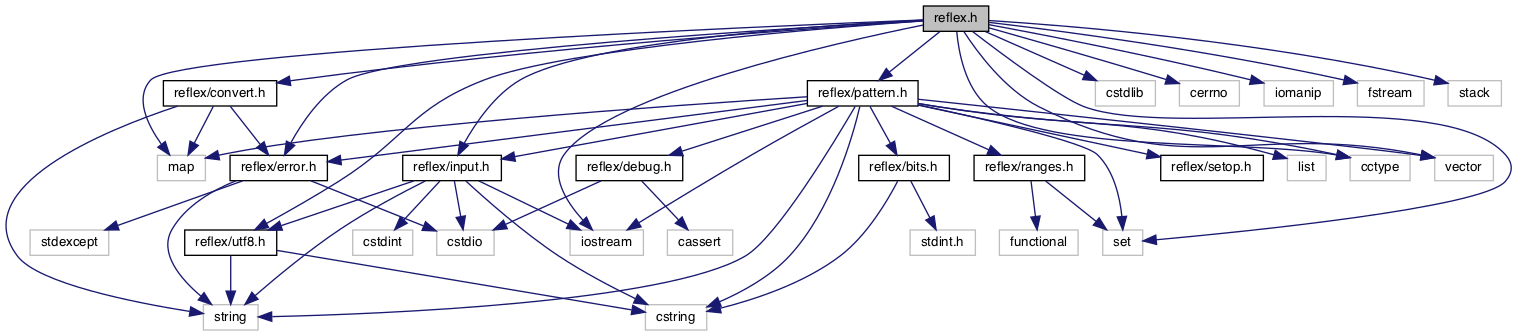 reflex.h
reflex/convert.h
reflex/pattern.h
cstdlib
cerrno
iomanip
fstream
stack
map
reflex/error.h
reflex/input.h
reflex/debug.h
reflex/bits.h
reflex/ranges.h
reflex/setop.h
list
cctype
vector
stdexcept
reflex/utf8.h
cstdint
cstdio
iostream
cassert
stdint.h
functional
set
string
cstring